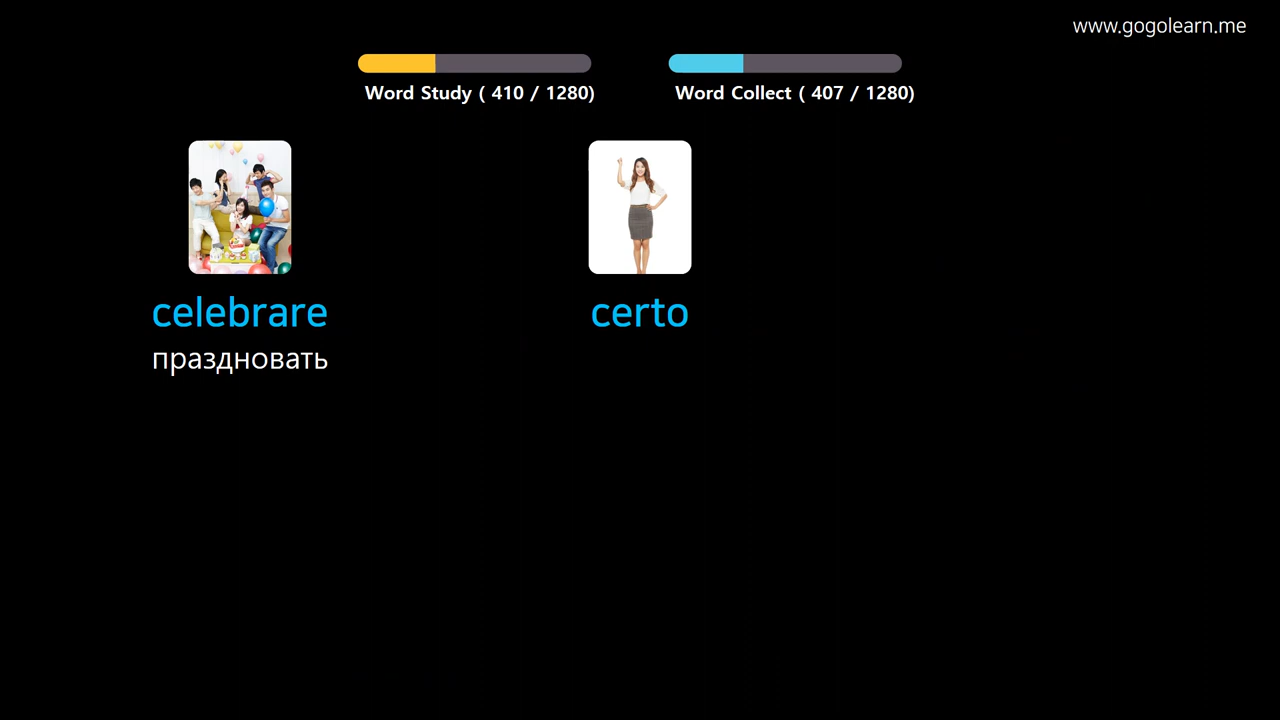 www.gogolearn.me
Word Study ( 410 / 1280)
Word Collect ( 407 / 1280)
celebrare
праздновать
certo